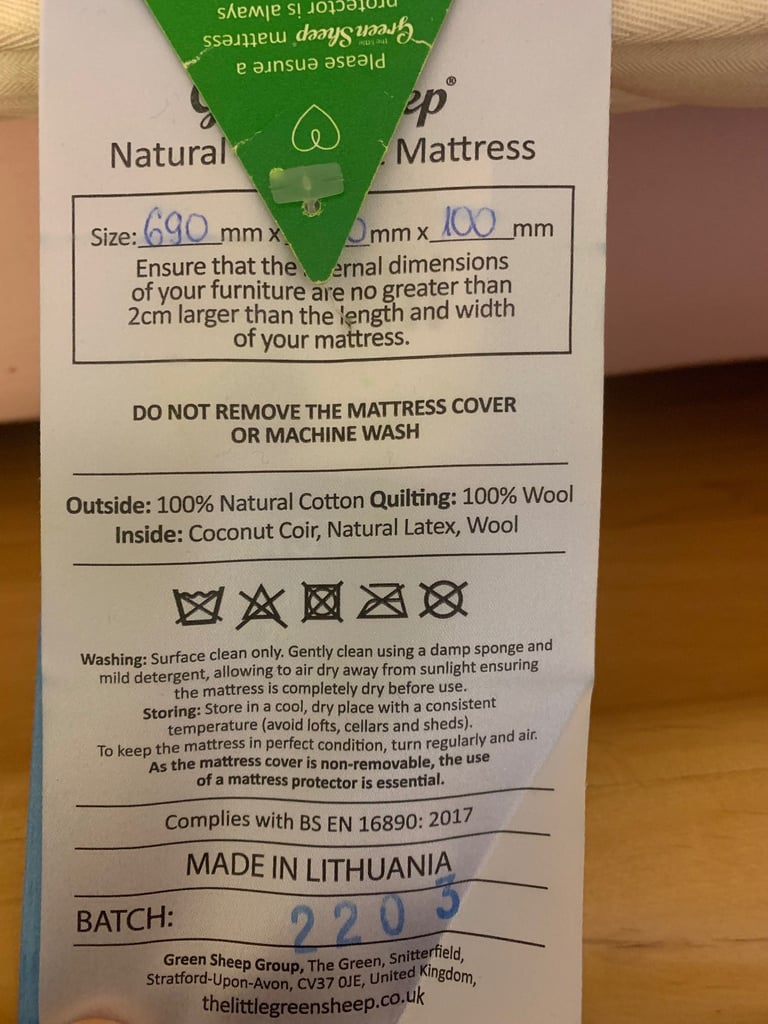 protector is always
Green Sheep mattress
the little
Please ensure a
ep®
Natural Mattress
Size: 690 mm x 0 mm x 100 mm
Ensure that the ernal dimensions
of your furniture are no greater than
2cm larger than the length and width
of your mattress.
DO NOT REMOVE THE MATTRESS COVER
OR MACHINE WASH
Outside: 100% Natural Cotton Quilting: 100% Wool
Inside: Coconut Coir, Natural Latex, Wool
Washing: Surface clean only. Gently clean using a damp sponge and
mild detergent, allowing to air dry away from sunlight ensuring
the mattress is completely dry before use.
Storing: Store in a cool, dry place with a consistent
temperature (avoid lofts, cellars and sheds).
To keep the mattress in perfect condition, turn regularly and air.
As the mattress cover is non-removable, the use
of a mattress protector is essential.
Complies with BS EN 16890: 2017
MADE IN LITHUANIA
BATCH: 2203
Green Sheep Group, The Green, Snitterfield,
Stratford-Upon-Avon, CV37 0JE, United Kingdom,
thelittlegreensheep.co.uk